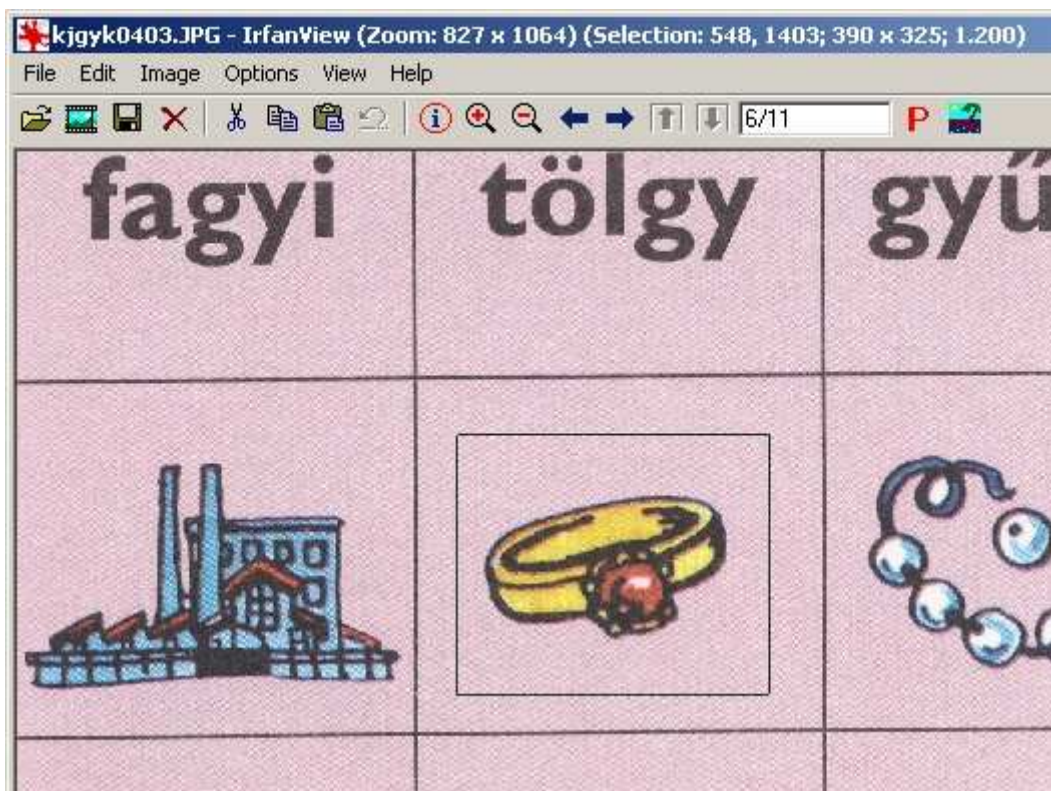 kjgyk0403.JPG - IrfanView (Zoom: 827 x 1064) (Selection: 548, 1403; 390 x 325; 1.200)
File Edit Image Options View Help
6/11 P
fagyi tölgy gyű